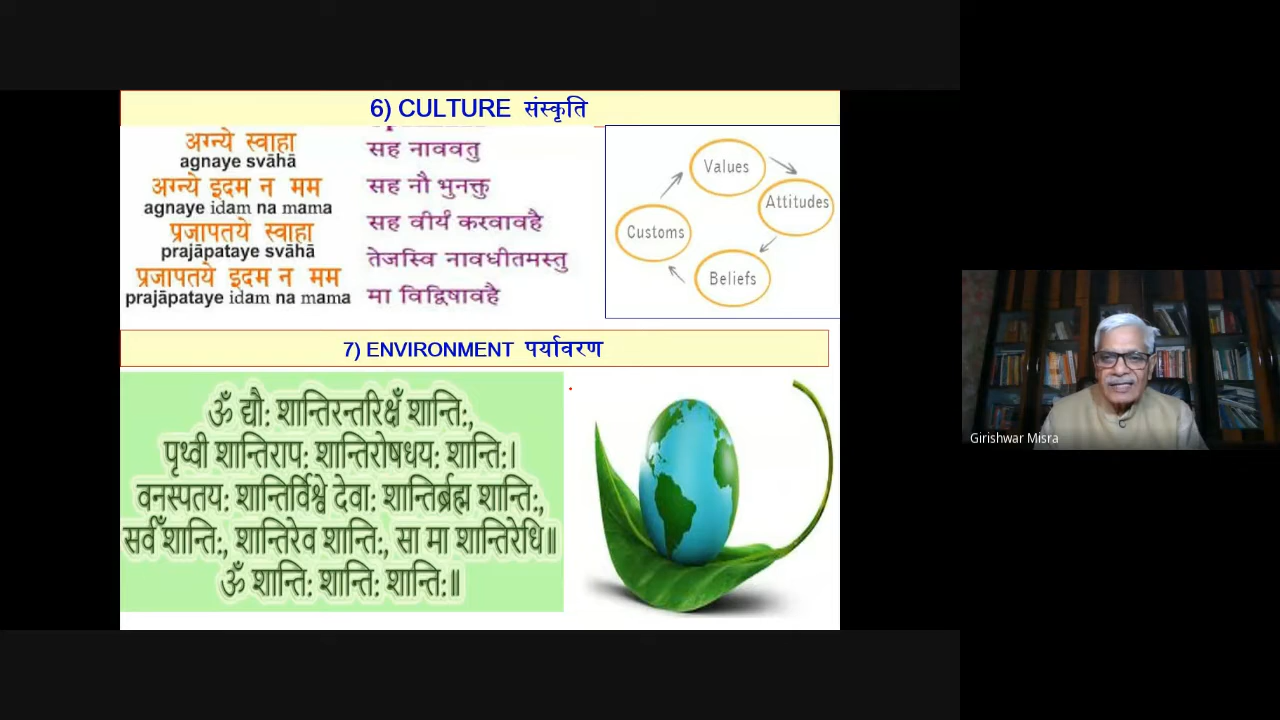 6) CULTURE संस्कृति
अग्न्ये स्वाहा
agnaye svāhā
अग्न्ये इदम न मम
agnaye idam na mama
प्रजापतये स्वाहा
prajāpataye svāhā
प्रजापतये इदम न मम
prajāpataye idam na mama
सह नाववतु
सह नौ भुनक्तु
सह वीर्यं करवावहै
तेजस्वि नावधीतमस्तु
मा विद्विषावहै
Values
Attitudes
Customs
Beliefs
7) ENVIRONMENT पर्यावरण
ॐ द्यौ: शान्तिरन्तरिक्षँ शान्ति:,
पृथ्वी शान्तिराप: शान्तिरोषधय: शान्ति:।
वनस्पतय: शान्तिर्विश्वे देवा: शान्तिर्ब्रह्म शान्ति:,
सर्वँशान्ति:, शान्तिरेव शान्ति:, सा मा शान्तिरेधि॥
ॐ शान्ति: शान्ति: शान्ति:॥
Girishwar Misra